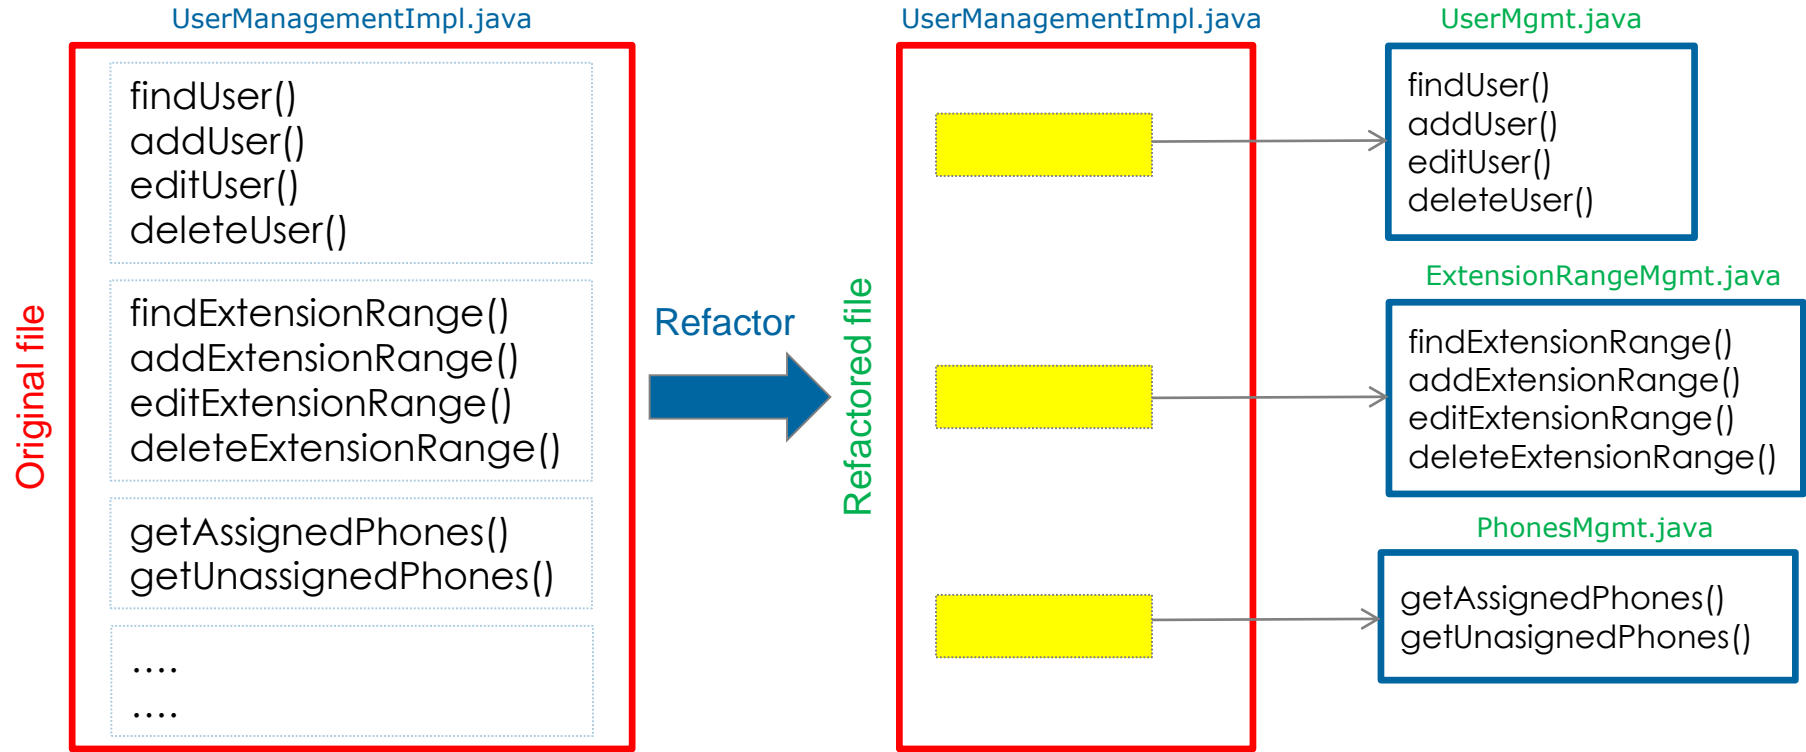 UserManagementImpl.java
findUser()
addUser()
editUser()
deleteUser()
findExtensionRange()
addExtensionRange()
editExtensionRange()
deleteExtensionRange()
getAssignedPhones()
getUnassignedPhones()
....
....
Original file
Refactor
Refactored file
UserManagementImpl.java
UserMgmt.java
findUser()
addUser()
editUser()
deleteUser()
ExtensionRangeMgmt.java
findExtensionRange()
addExtensionRange()
editExtensionRange()
deleteExtensionRange()
PhonesMgmt.java
getAssignedPhones()
getUnasignedPhones()